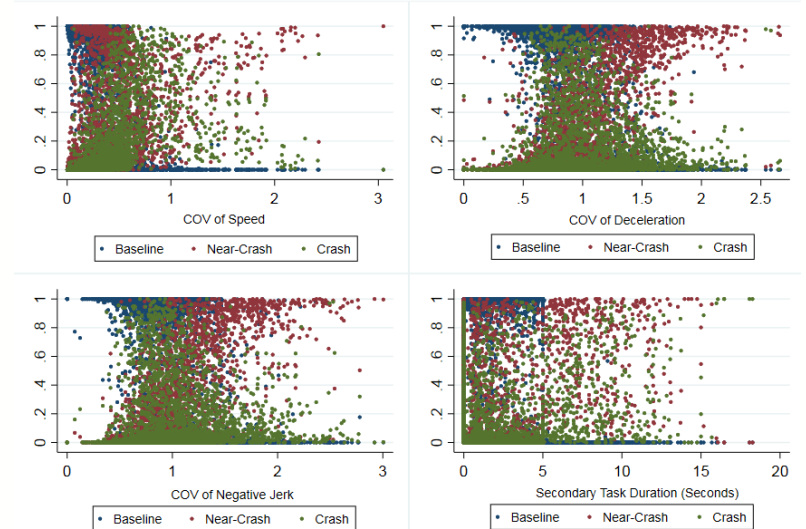 1
.8
.6
.4
.2
0
0 1 2 3
COV of Speed
Baseline Near-Crash Crash
1
.8
.6
.4
.2
0
0 .5 1 1.5 2 2.5
COV of Deceleration
Baseline Near-Crash Crash
1
.8
.6
.4
.2
0
0 1 2 3
COV of Negative Jerk
Baseline Near-Crash Crash
1
.8
.6
.4
.2
0
0 5 10 15 20
Secondary Task Duration (Seconds)
Baseline Near-Crash Crash